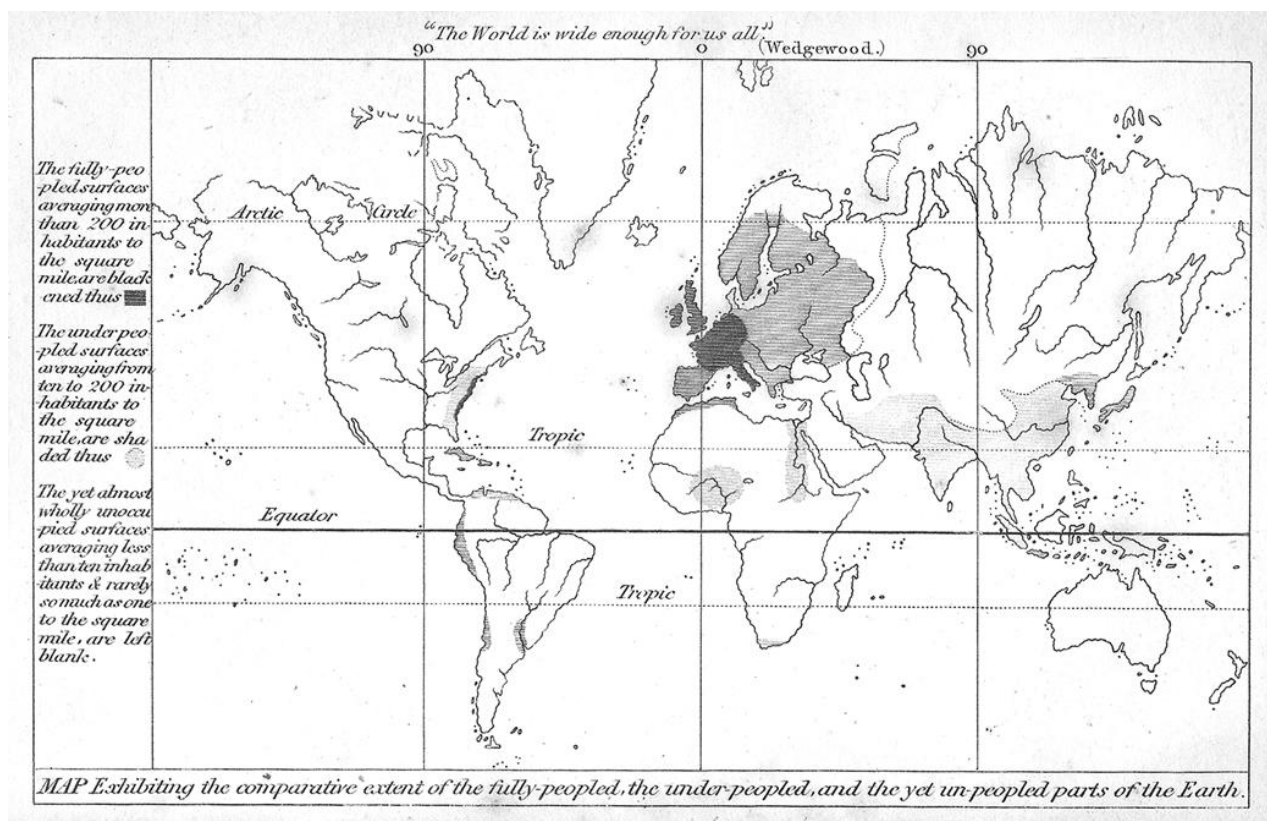 "The World is wide enough for us all."
(Wedgewood.)
90 0 90
The fully-peo
-pled surfaces
averaging more
than 200 in-
habitants to
the square
mile, are black
ened thus
The under peo-
-pled surfaces
averaging from
ten to 200 in-
-habitants to
the square
mile, are sha
ded thus
The yet almost
wholly unoccu
-pied surfaces
averaging less
than ten inhab
itants & rarely
so much as one
to the square
mile, are left
blank.
Arctic Circle
Tropic
Equator
Tropic
MAP Exhibiting the comparative extent of the fully-peopled, the under-peopled, and the yet un-peopled parts of the Earth.